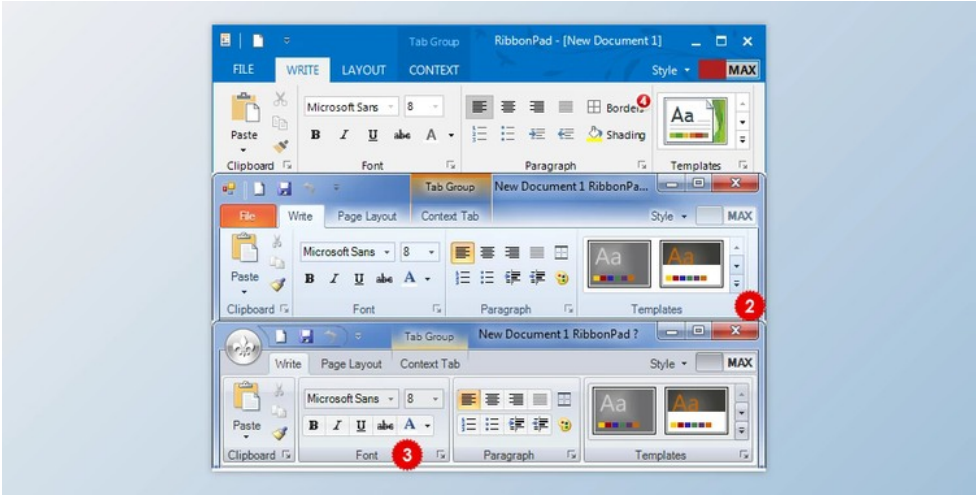 Tab Group RibbonPad - [New Document 1]
FILE WRITE LAYOUT CONTEXT Style MAX
Microsoft Sans 8 Borders 4 Aa
Paste B I U abc A Shading
Clipboard Font Paragraph Templates
Tab Group New Document 1 RibbonPa...
File Write Page Layout Context Tab Style MAX
Microsoft Sans 8 Aa Aa
Paste B I U abc A
Clipboard Font Paragraph Templates 2
Tab Group New Document 1 RibbonPad ?
Write Page Layout Context Tab Style MAX
Microsoft Sans 8 Aa Aa
Paste B I U abc A
Clipboard Font 3 Paragraph Templates